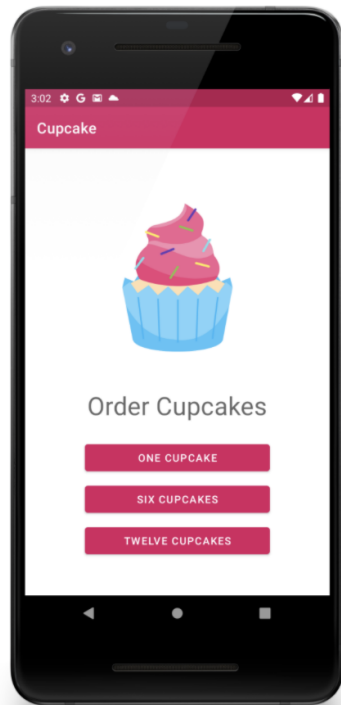 3:02 G
Cupcake
Order Cupcakes
ONE CUPCAKE
SIX CUPCAKES
TWELVE CUPCAKES